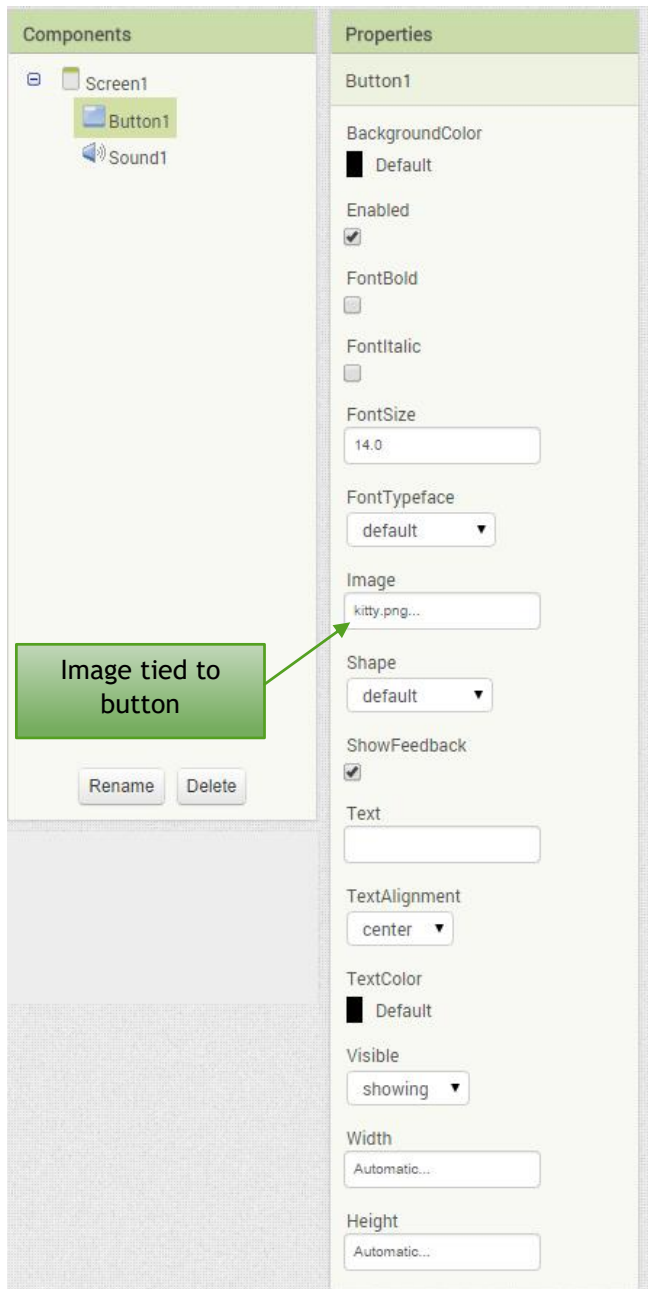 Components
Screen1
Button1
Sound1
Image tied to
button
Rename Delete
Properties
Button1
BackgroundColor
Default
Enabled
FontBold
FontItalic
FontSize
14.0
FontTypeface
default
Image
kitty.png...
Shape
default
ShowFeedback
Text
TextAlignment
center
TextColor
Default
Visible
showing
Width
Automatic...
Height
Automatic...